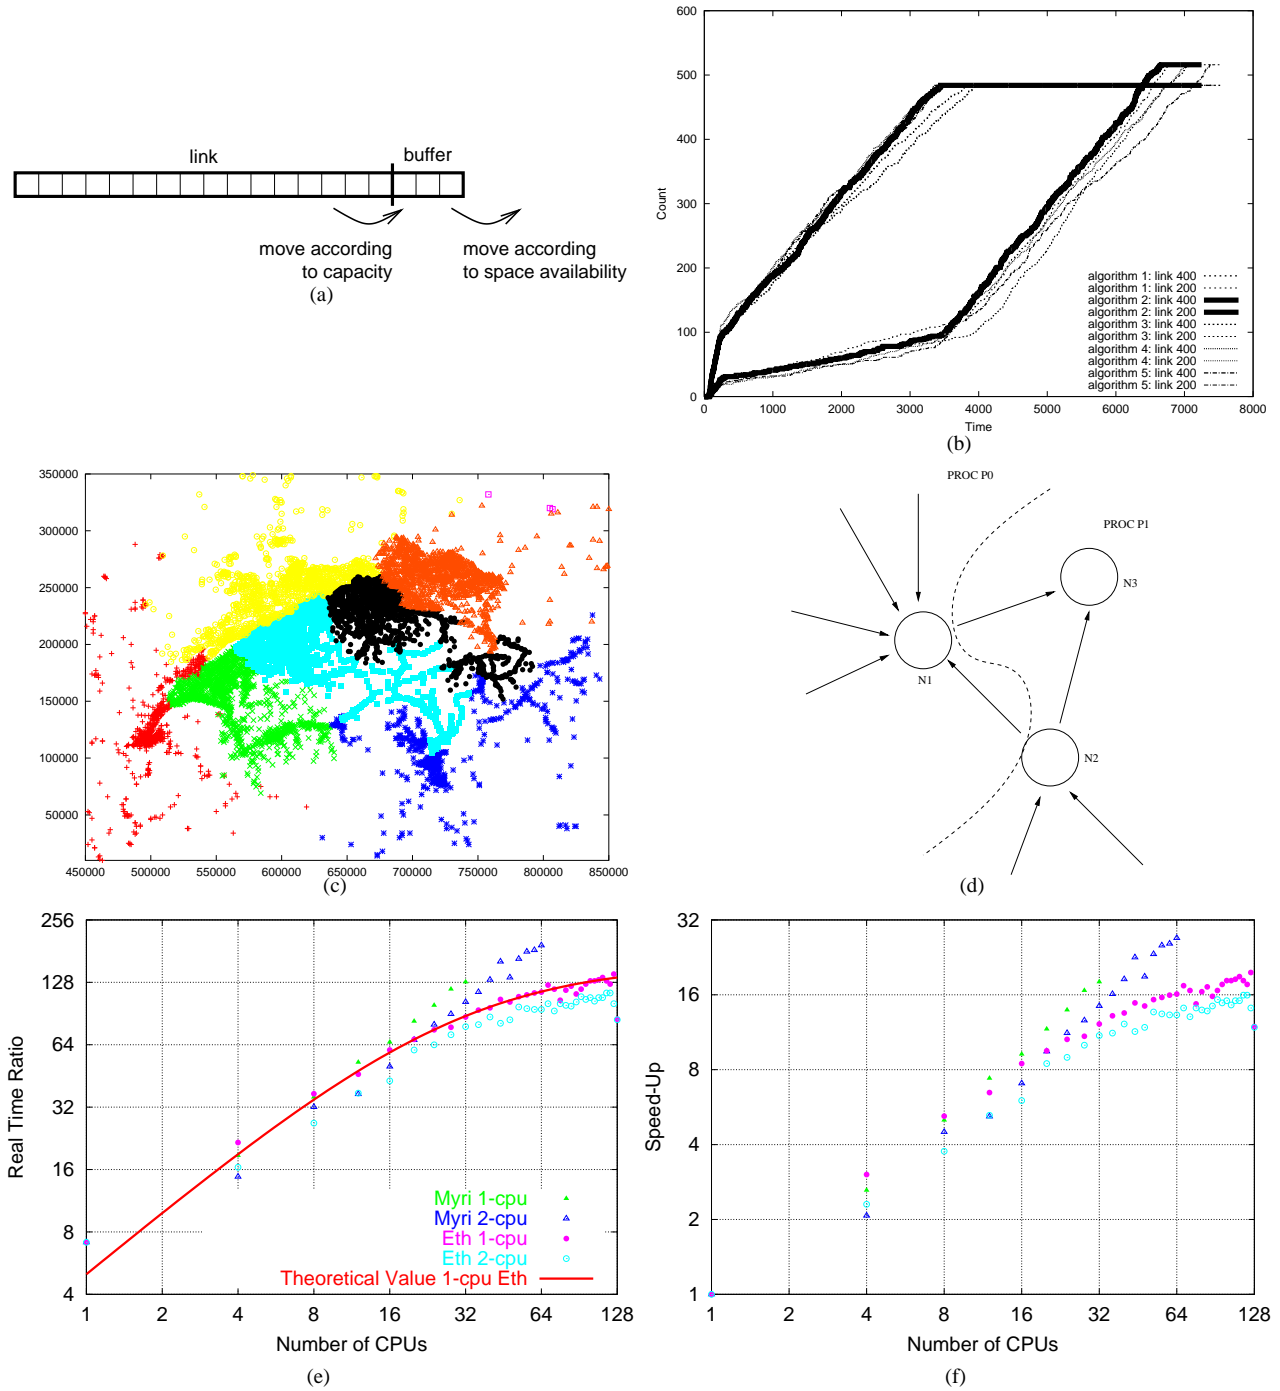 link
buffer
move according
to capacity
move according
to space availability
(a)
600
500
400
300
200
100
0
Count
0 1000 2000 3000 4000 5000 6000 7000 8000
Time
algorithm 1: link 400
algorithm 1: link 200
algorithm 2: link 400
algorithm 2: link 200
algorithm 3: link 400
algorithm 3: link 200
algorithm 4: link 400
algorithm 4: link 200
algorithm 5: link 400
algorithm 5: link 200
(b)
350000
300000
250000
200000
150000
100000
50000
450000 500000 550000 600000 650000 700000 750000 800000 850000
(c)
PROC P0
PROC P1
N3
N1
N2
(d)
256
128
64
32
16
8
4
Real Time Ratio
Myri 1-cpu
Myri 2-cpu
Eth 1-cpu
Eth 2-cpu
Theoretical Value 1-cpu Eth
1 2 4 8 16 32 64 128
Number of CPUs
(e)
32
16
8
4
2
1
Speed-Up
1 2 4 8 16 32 64 128
Number of CPUs
(f)